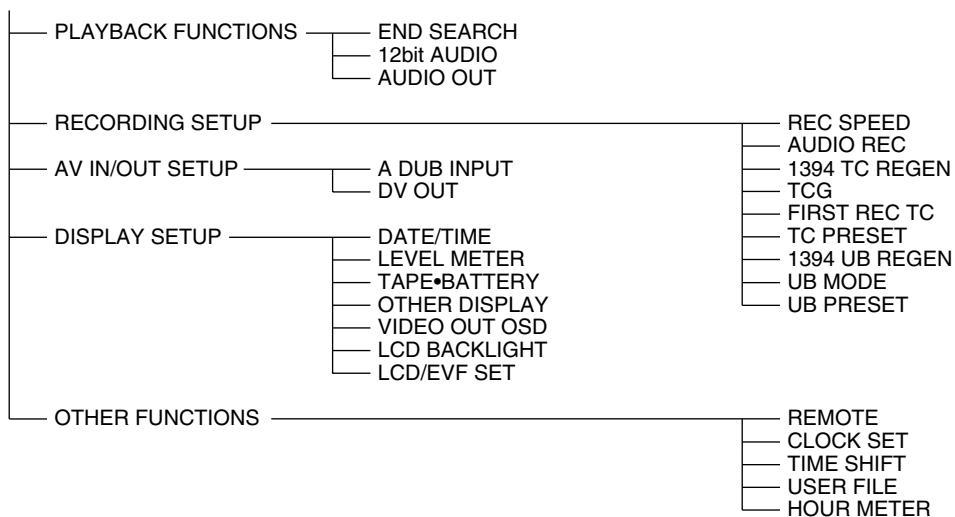 PLAYBACK FUNCTIONS
END SEARCH
12bit AUDIO
AUDIO OUT
RECORDING SETUP
REC SPEED
AUDIO REC
1394 TC REGEN
TCG
FIRST REC TC
TC PRESET
1394 UB REGEN
UB MODE
UB PRESET
AV IN/OUT SETUP
A DUB INPUT
DV OUT
DISPLAY SETUP
DATE/TIME
LEVEL METER
TAPE•BATTERY
OTHER DISPLAY
VIDEO OUT OSD
LCD BACKLIGHT
LCD/EVF SET
OTHER FUNCTIONS
REMOTE
CLOCK SET
TIME SHIFT
USER FILE
HOUR METER